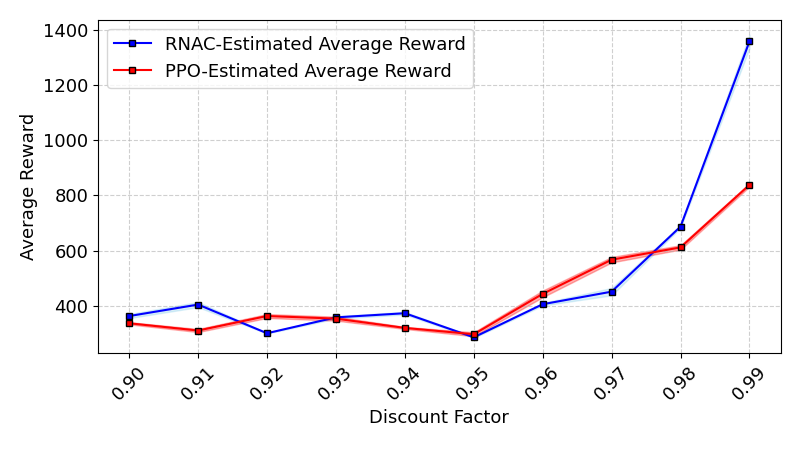 RNAC-Estimated Average Reward
PPO-Estimated Average Reward
Average Reward
1400
1200
1000
800
600
400
0.90 0.91 0.92 0.93 0.94 0.95 0.96 0.97 0.98 0.99
Discount Factor